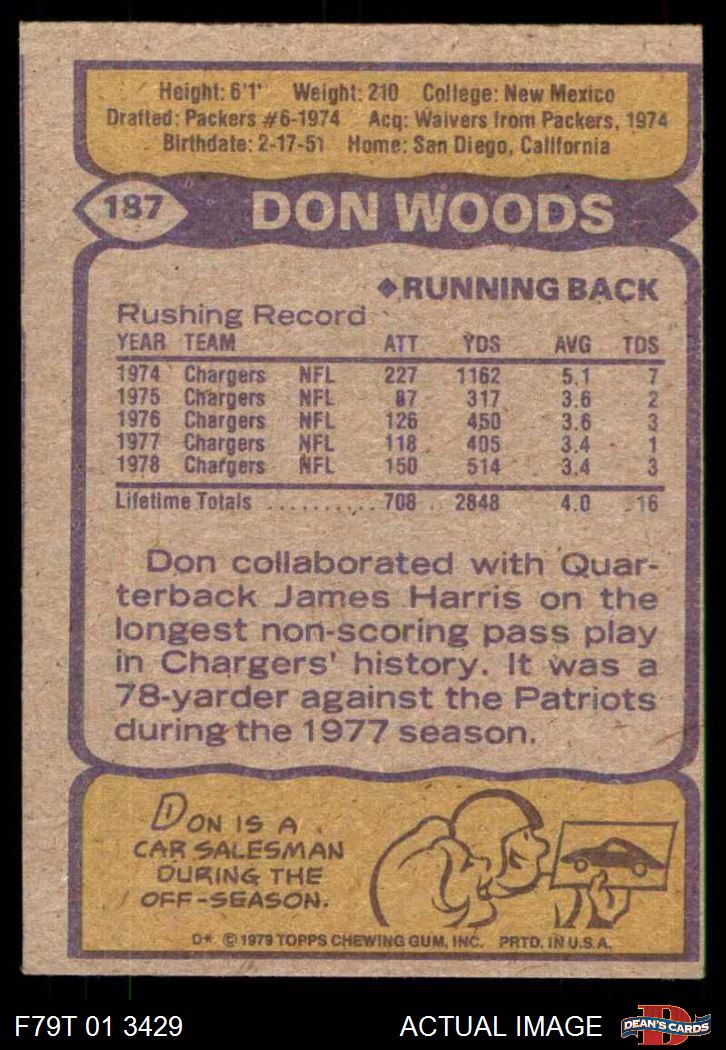 Height: 6'1" Weight: 210 College: New Mexico
Drafted: Packers #6-1974 Acq: Waivers from Packers, 1974
Birthdate: 2-17-51 Home: San Diego, California
187 DON WOODS
◆RUNNING BACK
Rushing Record
YEAR TEAM ATT YDS AVG TDS
1974 Chargers NFL 227 1162 5.1 7
1975 Chargers NFL 87 317 3.6 2
1976 Chargers NFL 126 450 3.6 3
1977 Chargers NFL 118 405 3.4 1
1978 Chargers NFL 150 514 3.4 3
Lifetime Totals .......... 708 2848 4.0 16
Don collaborated with Quar-
terback James Harris on the
longest non-scoring pass play
in Chargers' history. It was a
78-yarder against the Patriots
during the 1977 season.
DON IS A
CAR SALESMAN
DURING THE
OFF-SEASON.
D* © 1979 TOPPS CHEWING GUM, INC. PRTD. IN U.S.A.
F79T 01 3429 ACTUAL IMAGE D DEAN'S CARDS